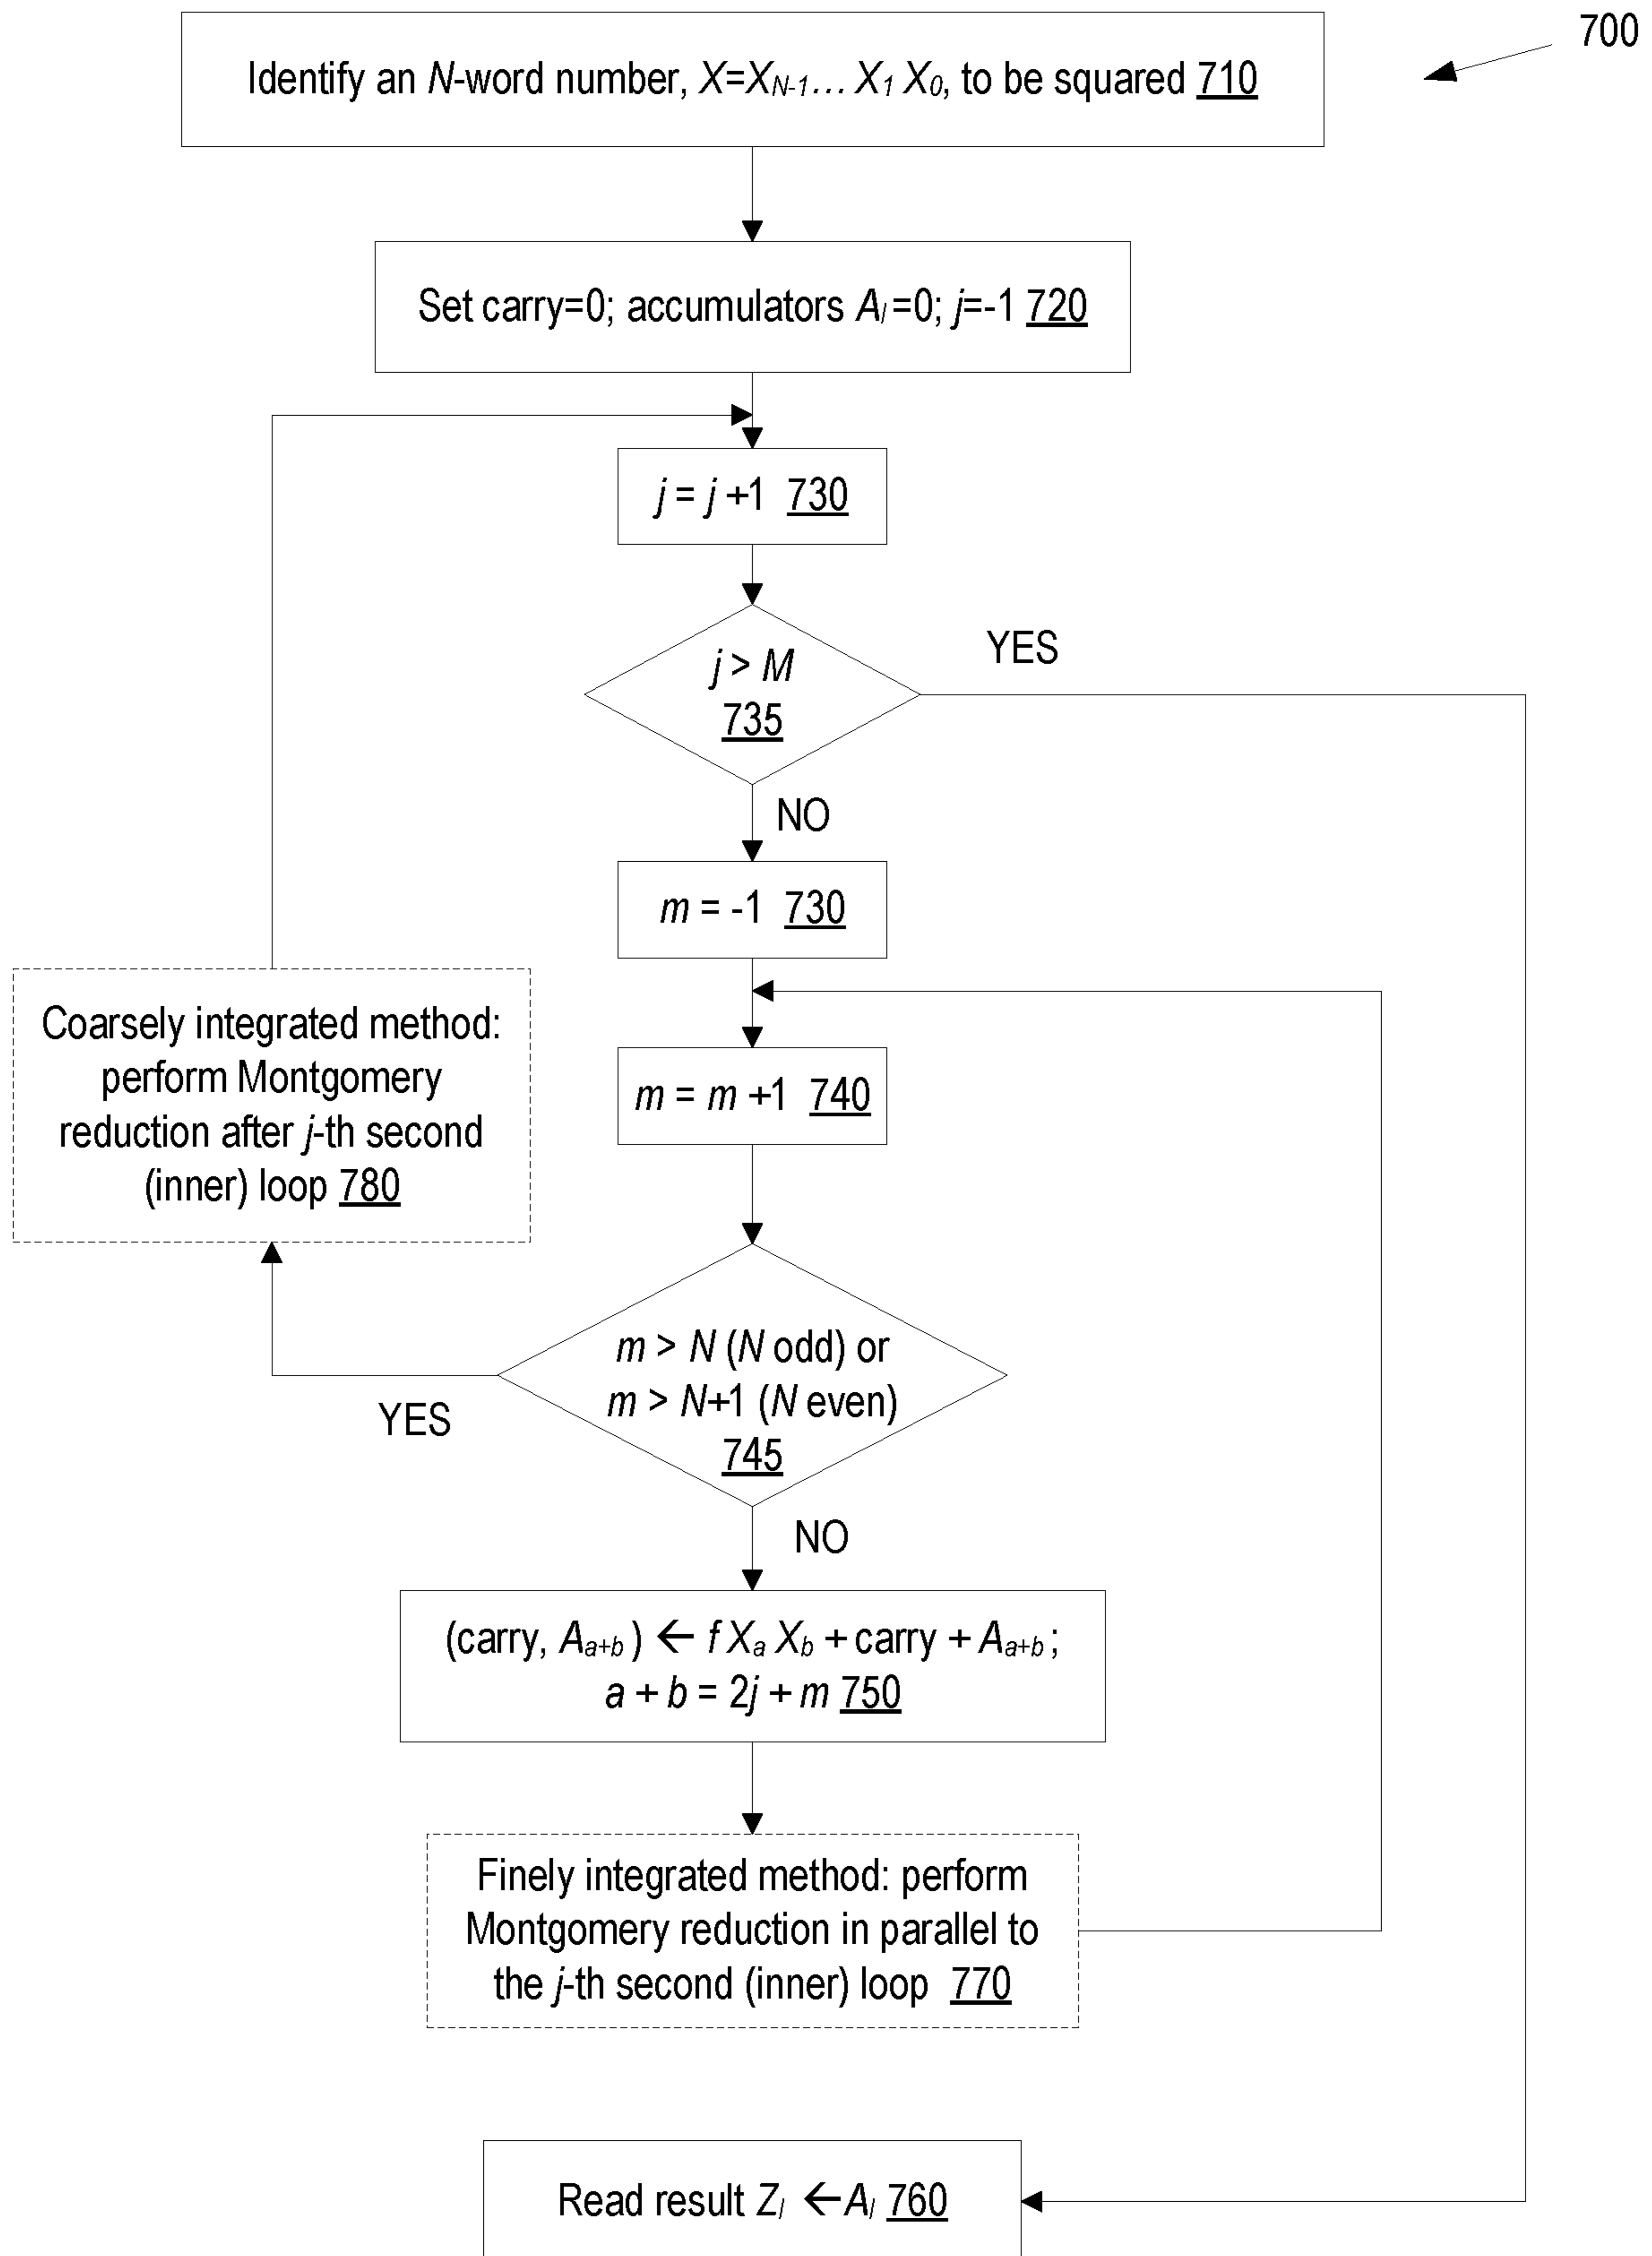 700
Identify an N-word number, X=XN-1… X1 X0, to be squared 710
Set carry=0; accumulators Al=0; j=-1 720
j = j +1 730
j > M
735
YES
NO
m = -1 730
Coarsely integrated method:
perform Montgomery
reduction after j-th second
(inner) loop 780
m = m +1 740
m > N (N odd) or
m > N+1 (N even)
745
YES
NO
(carry, Aa+b) ← f Xa Xb + carry + Aa+b;
a + b = 2j + m 750
Finely integrated method: perform
Montgomery reduction in parallel to
the j-th second (inner) loop 770
Read result Zl ← Al 760